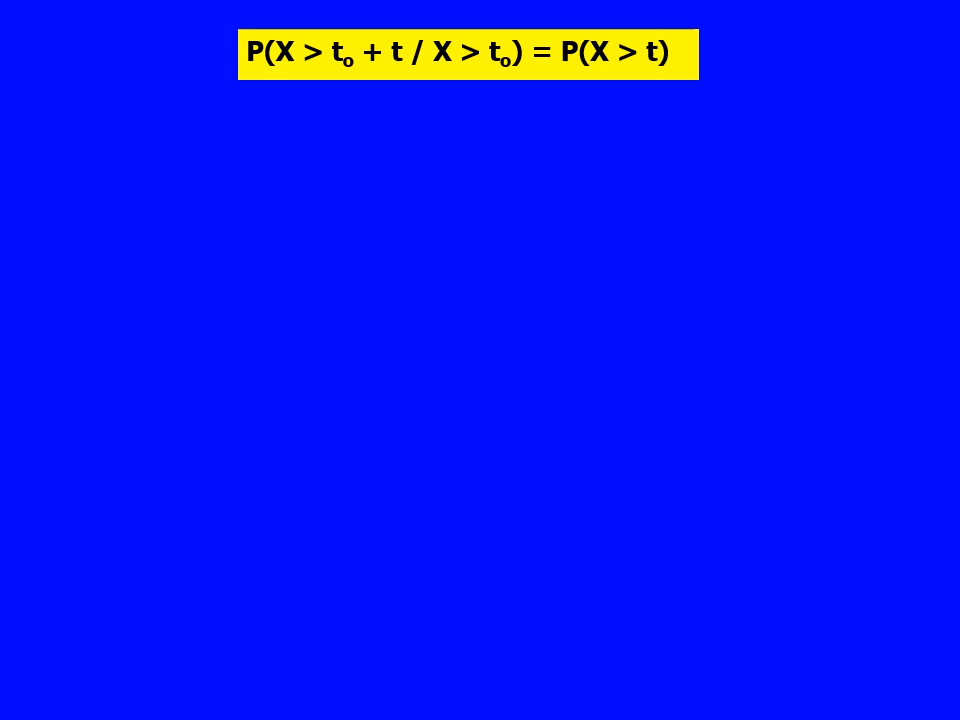 P(X > to + t / X > to) = P(X > t)